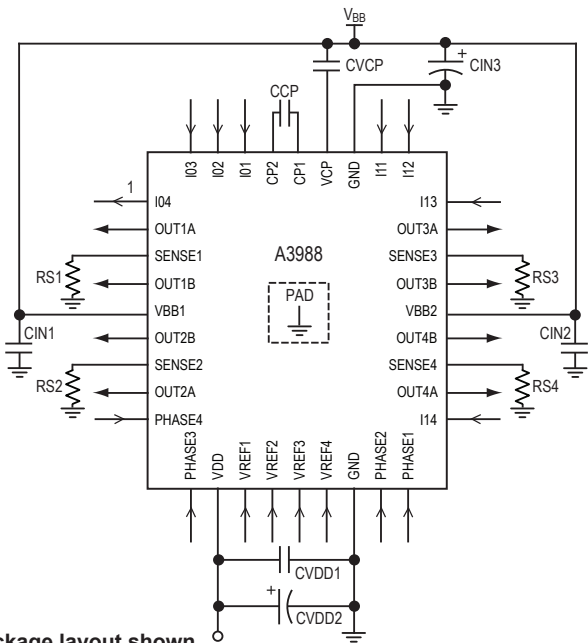 VBB
CVCP
CIN3
CCP
I03
I02
I01
CP2
CP1
VCP
GND
I11
I12
1
I04
I13
OUT1A
OUT3A
SENSE1
A3988
SENSE3
RS1
RS3
OUT1B
PAD
OUT3B
VBB1
VBB2
CIN1
CIN2
OUT2B
OUT4B
SENSE2
SENSE4
RS2
RS4
OUT2A
OUT4A
PHASE4
I14
PHASE3
VDD
VREF1
VREF2
VREF3
VREF4
GND
PHASE2
PHASE1
CVDD1
CVDD2
ckage layout shown